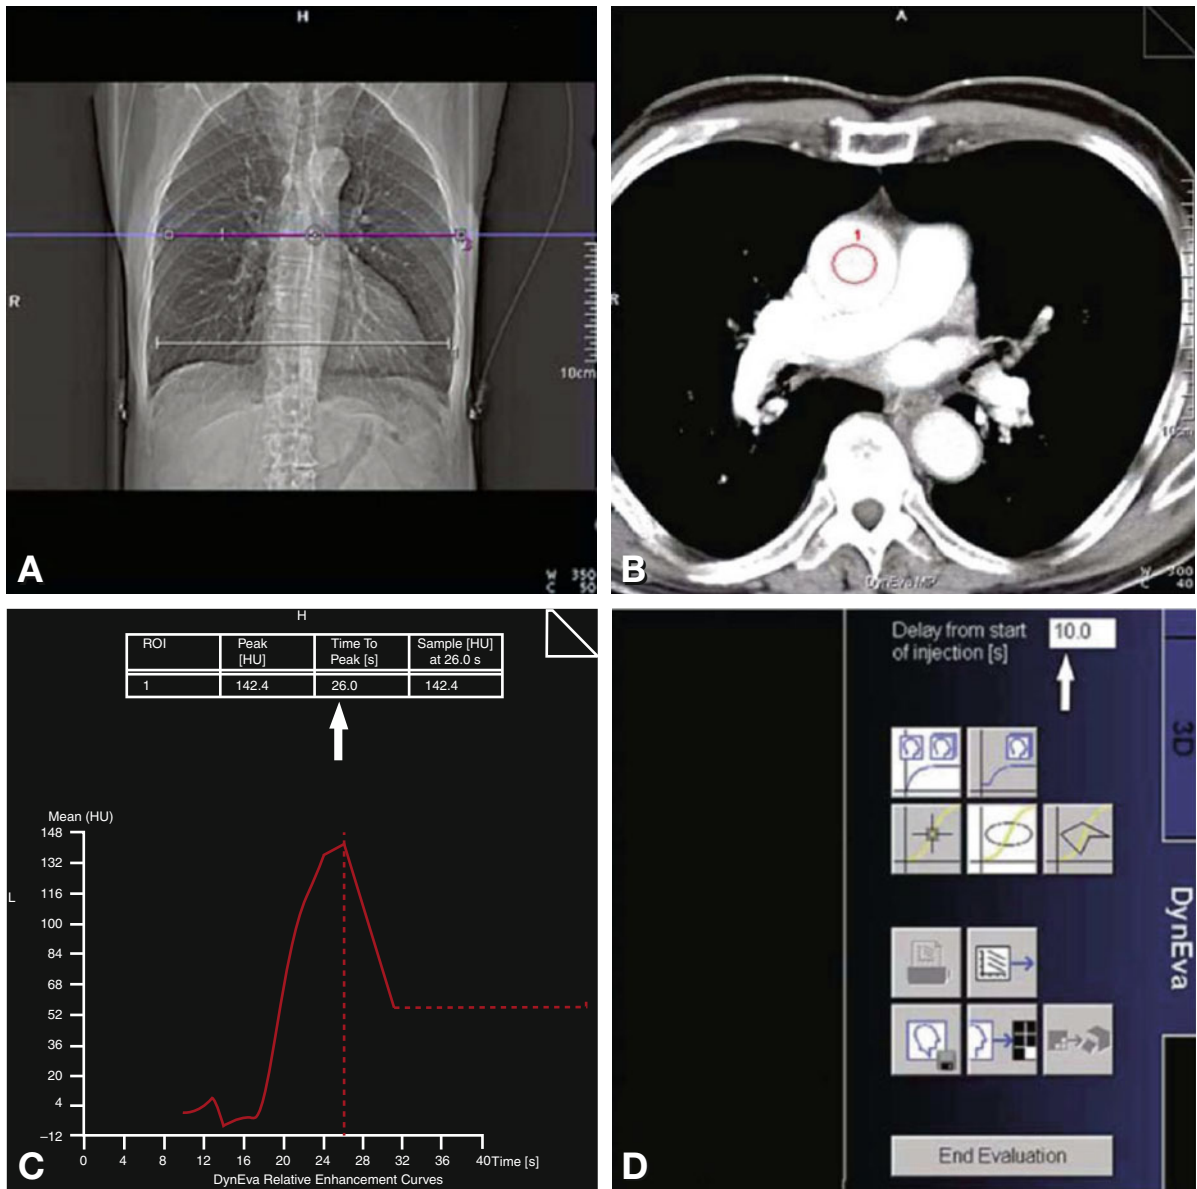 H
R
10cm
W 350
C 50
A
A
1
R
10cm
DynEva MP
W 300
C 40
B
H
ROI Peak [HU] Time To Peak [s] Sample [HU] at 26.0 s
1 142.4 26.0 142.4
Mean (HU)
148
132
116
L
100
84
68
52
36
20
4
−12
0 4 8 12 16 20 24 28 32 36 40 Time [s]
DynEva Relative Enhancement Curves
C
Delay from start
of injection [s]
10.0
3D
DynEva
End Evaluation
D